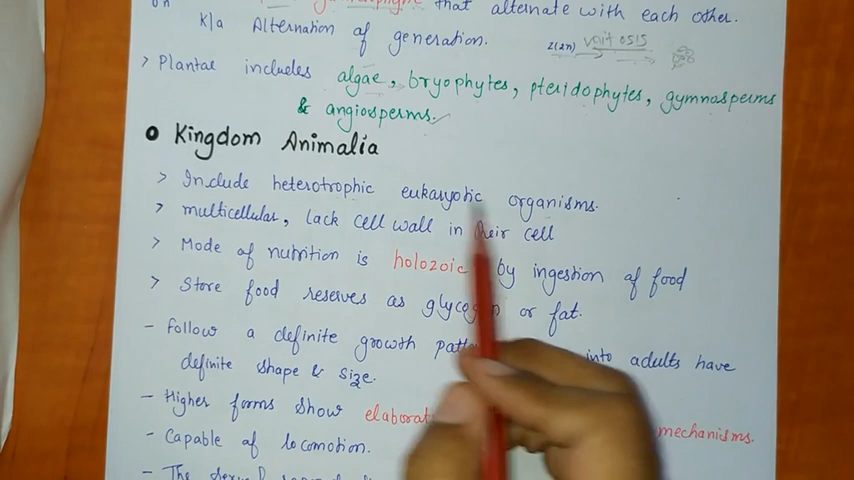 that alternate with each other.
K/a Alternation of generation.
> Plantae includes algae, bryophytes, pteridophytes, gymnosperms
& angiosperms.
• Kingdom Animalia
> Include heterotrophic eukaryotic organisms.
> multicellular, lack cell wall in their cell
> Mode of nutrition is holozoic by ingestion of food
> Store food reserves as glycogen or fat.
- Follow a definite growth into adults have
definite shape & size.
- Higher forms show mechanisms.
- Capable of locomotion.
- The